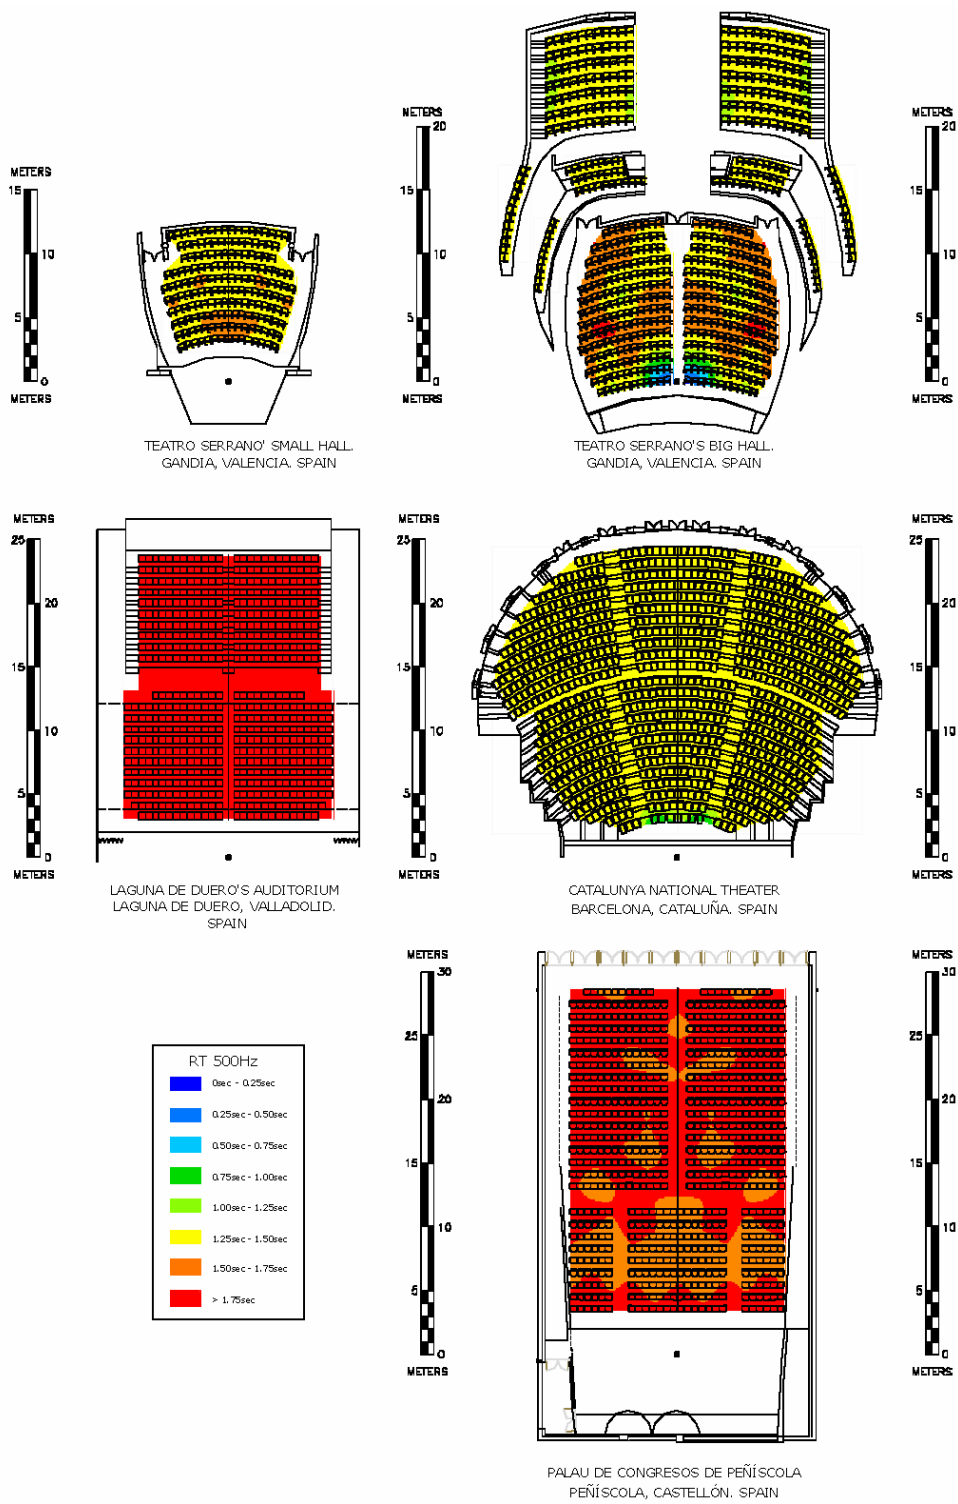 METERS
20
15
10
5
0
METERS
METERS
20
15
10
5
0
METERS
METERS
15
10
5
0
METERS
TEATRO SERRANO' SMALL HALL.
GANDIA, VALENCIA. SPAIN
TEATRO SERRANO'S BIG HALL.
GANDIA, VALENCIA. SPAIN
METERS
25
20
15
10
5
0
METERS
METERS
25
20
15
10
5
0
METERS
METERS
25
20
15
10
5
0
METERS
LAGUNA DE DUERO'S AUDITORIUM
LAGUNA DE DUERO, VALLADOLID.
SPAIN
CATALUNYA NATIONAL THEATER
BARCELONA, CATALUÑA. SPAIN
METERS
30
25
20
15
10
5
0
METERS
METERS
30
25
20
15
10
5
0
METERS
RT 500Hz
0sec - 0.25sec
0.25sec - 0.50sec
0.50sec - 0.75sec
0.75sec - 1.00sec
1.00sec - 1.25sec
1.25sec - 1.50sec
1.50sec - 1.75sec
> 1.75sec
PALAU DE CONGRESOS DE PEÑÍSCOLA
PEÑÍSCOLA, CASTELLÓN. SPAIN